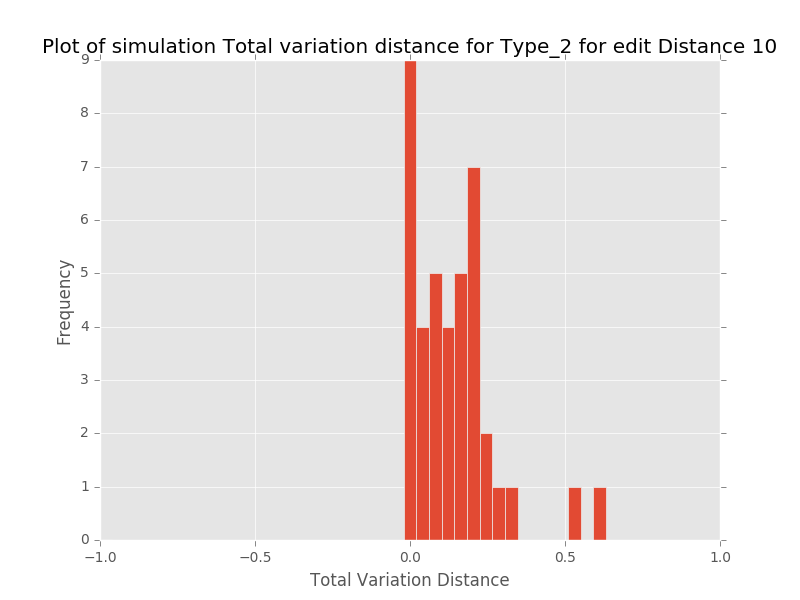 Plot of simulation Total variation distance for Type_2 for edit Distance 10
9
8
7
6
5
4
3
2
1
0
Frequency
−1.0 −0.5 0.0 0.5 1.0
Total Variation Distance